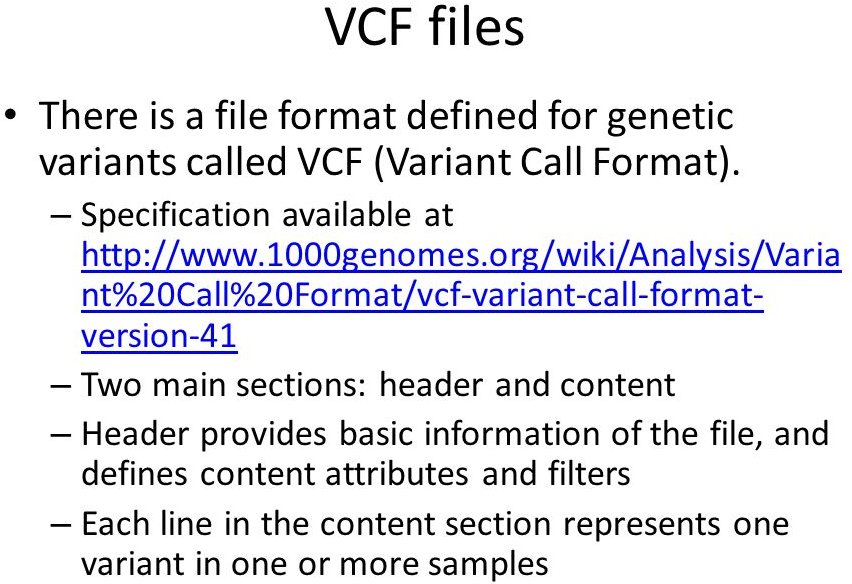 VCF files
• There is a file format defined for genetic
variants called VCF (Variant Call Format).
– Specification available at
http://www.1000genomes.org/wiki/Analysis/Varia
nt%20Call%20Format/vcf-variant-call-format-
version-41
– Two main sections: header and content
– Header provides basic information of the file, and
defines content attributes and filters
– Each line in the content section represents one
variant in one or more samples